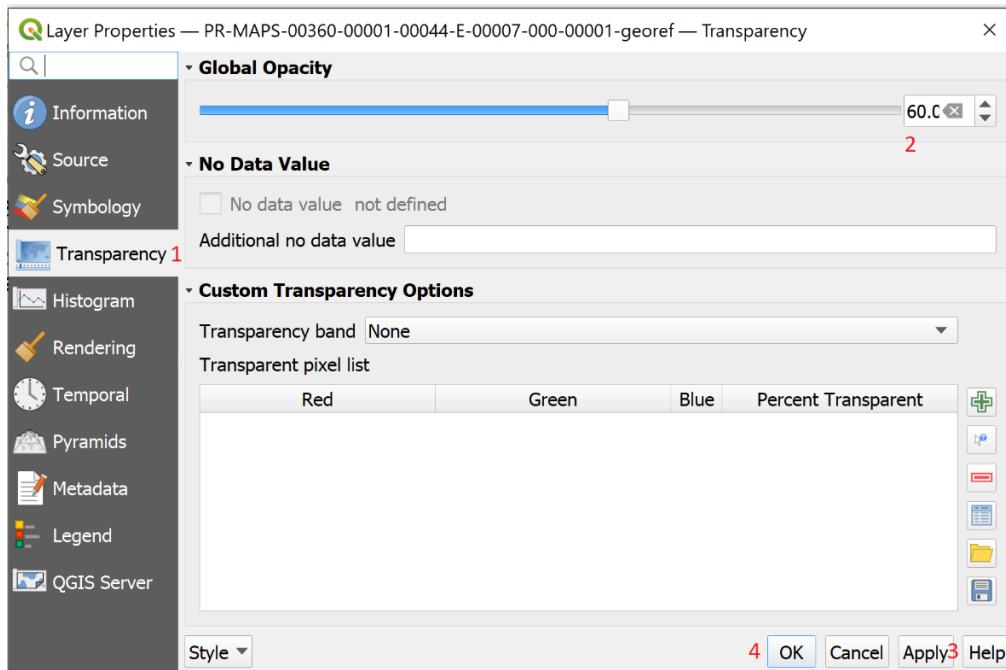 Layer Properties — PR-MAPS-00360-00001-00044-E-00007-000-00001-georef — Transparency
Global Opacity
Information
60.0
2
Source
No Data Value
Symbology
No data value not defined
Transparency 1
Additional no data value
Histogram
Custom Transparency Options
Rendering
Transparency band None
Transparent pixel list
Temporal
Red Green Blue Percent Transparent
Pyramids
Metadata
Legend
QGIS Server
Style 4 OK Cancel Apply 3 Help